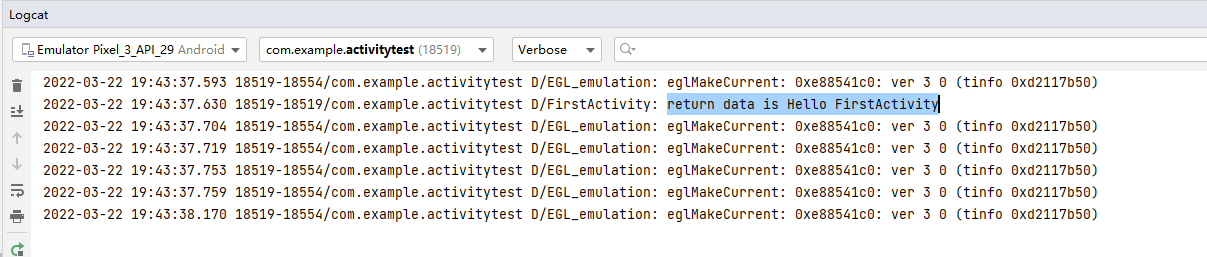 Logcat
Emulator Pixel_3_API_29 Android com.example.activitytest (18519) Verbose
2022-03-22 19:43:37.593 18519-18554/com.example.activitytest D/EGL_emulation: eglMakeCurrent: 0xe88541c0: ver 3 0 (tinfo 0xd2117b50)
2022-03-22 19:43:37.630 18519-18519/com.example.activitytest D/FirstActivity: return data is Hello FirstActivity
2022-03-22 19:43:37.704 18519-18554/com.example.activitytest D/EGL_emulation: eglMakeCurrent: 0xe88541c0: ver 3 0 (tinfo 0xd2117b50)
2022-03-22 19:43:37.719 18519-18554/com.example.activitytest D/EGL_emulation: eglMakeCurrent: 0xe88541c0: ver 3 0 (tinfo 0xd2117b50)
2022-03-22 19:43:37.753 18519-18554/com.example.activitytest D/EGL_emulation: eglMakeCurrent: 0xe88541c0: ver 3 0 (tinfo 0xd2117b50)
2022-03-22 19:43:37.759 18519-18554/com.example.activitytest D/EGL_emulation: eglMakeCurrent: 0xe88541c0: ver 3 0 (tinfo 0xd2117b50)
2022-03-22 19:43:38.170 18519-18554/com.example.activitytest D/EGL_emulation: eglMakeCurrent: 0xe88541c0: ver 3 0 (tinfo 0xd2117b50)